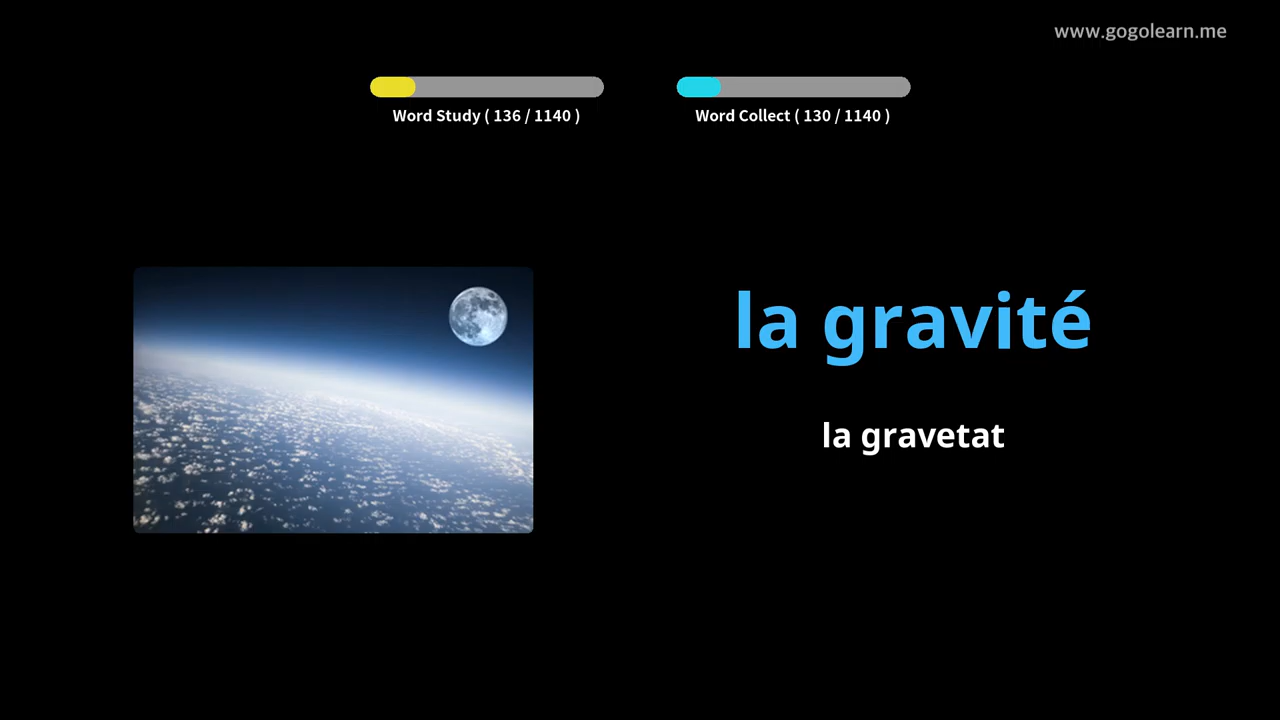 www.gogolearn.me
Word Study ( 136 / 1140 )
Word Collect ( 130 / 1140 )
la gravité
la gravetat